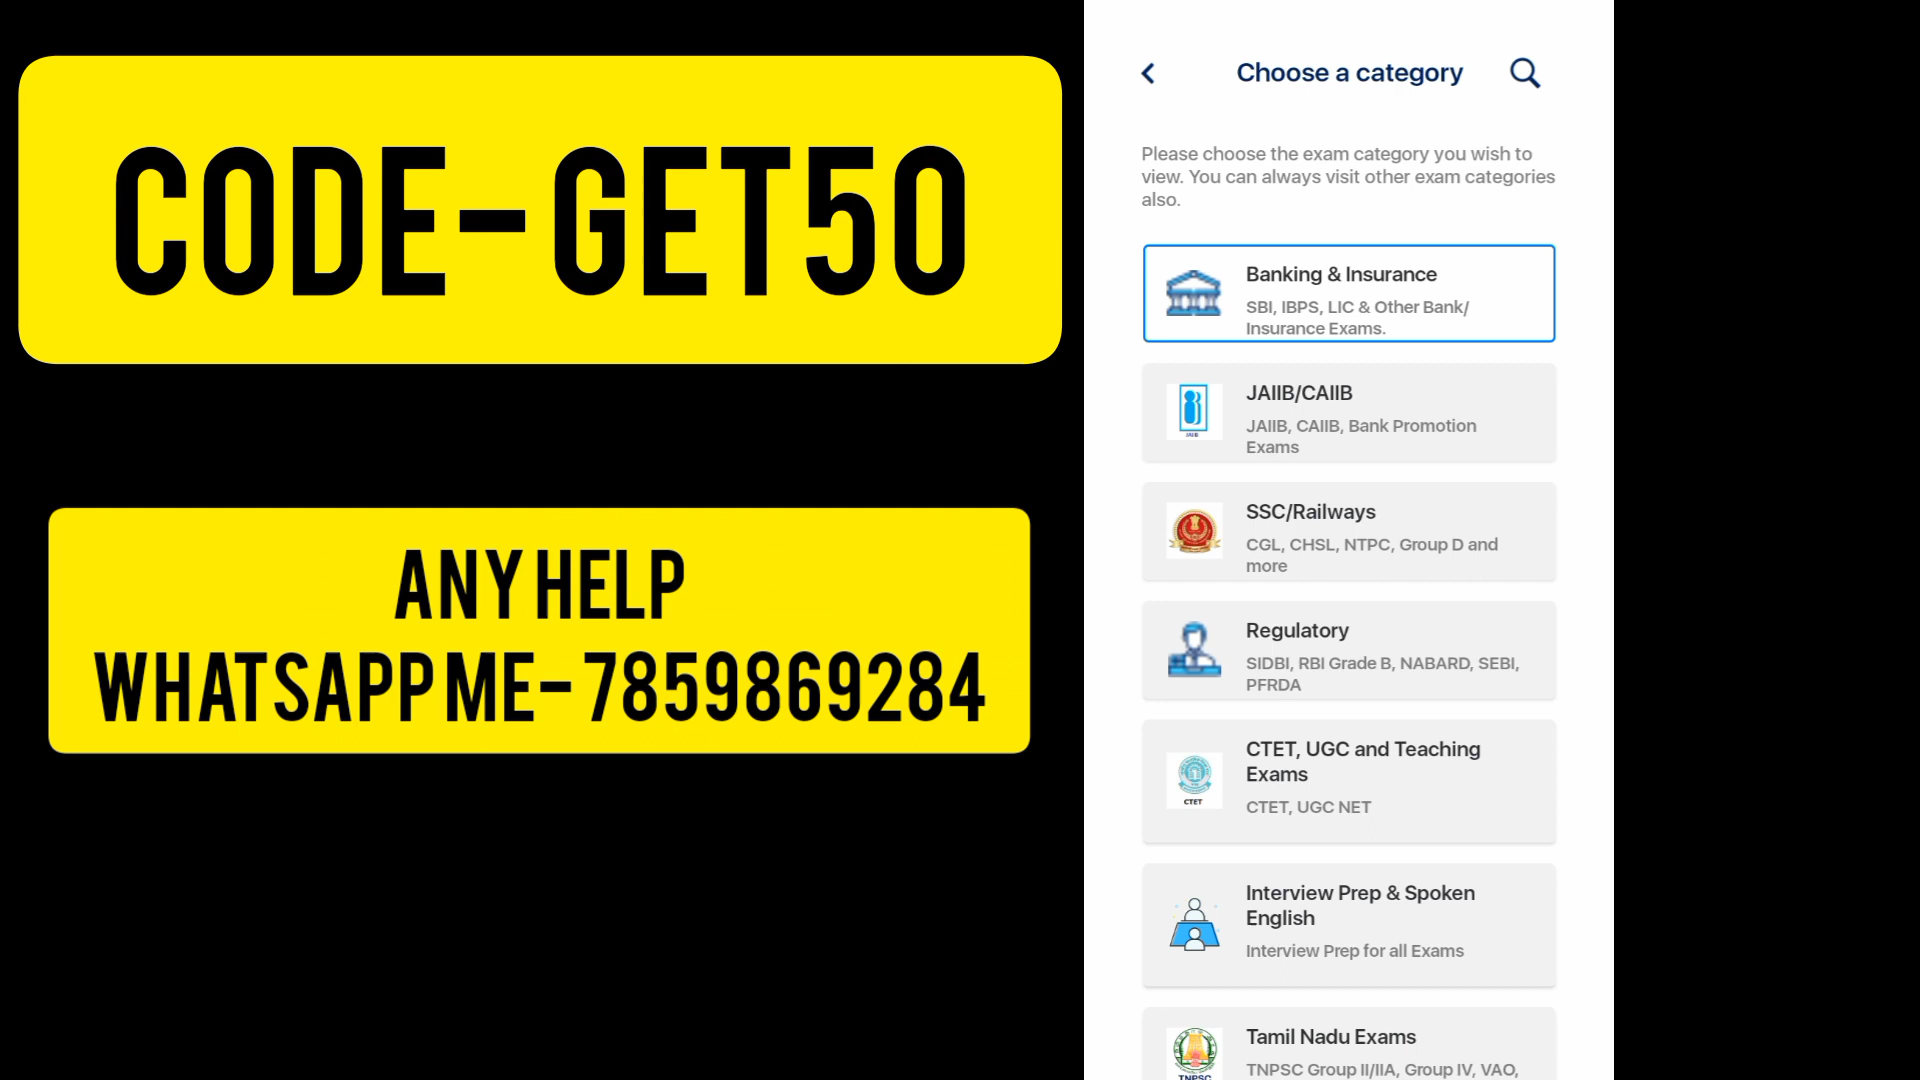 CODE-GET50
ANY HELP
WHATSAPP ME-7859869284
Choose a category
Please choose the exam category you wish to
view. You can always visit other exam categories
also.
Banking & Insurance
SBI, IBPS, LIC & Other Bank/
Insurance Exams.
JAIIB
JAIIB/CAIIB
JAIIB, CAIIB, Bank Promotion
Exams
SSC/Railways
CGL, CHSL, NTPC, Group D and
more
Regulatory
SIDBI, RBI Grade B, NABARD, SEBI,
PFRDA
CTET, UGC and Teaching
Exams
CTET
CTET, UGC NET
Interview Prep & Spoken
English
Interview Prep for all Exams
Tamil Nadu Exams
TNPSC Group II/IIA, Group IV, VAO,
TNPSC